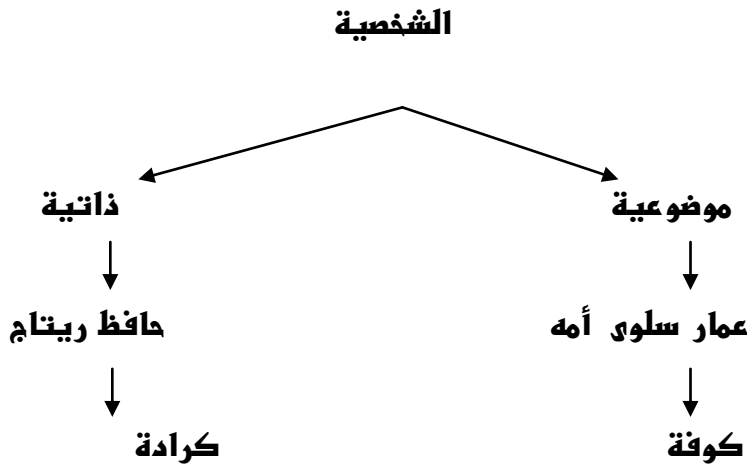 الشخصية
موضوعية
ذاتية
عمار سلوى أمه
حافظ ريتاج
كوفة
كرادة